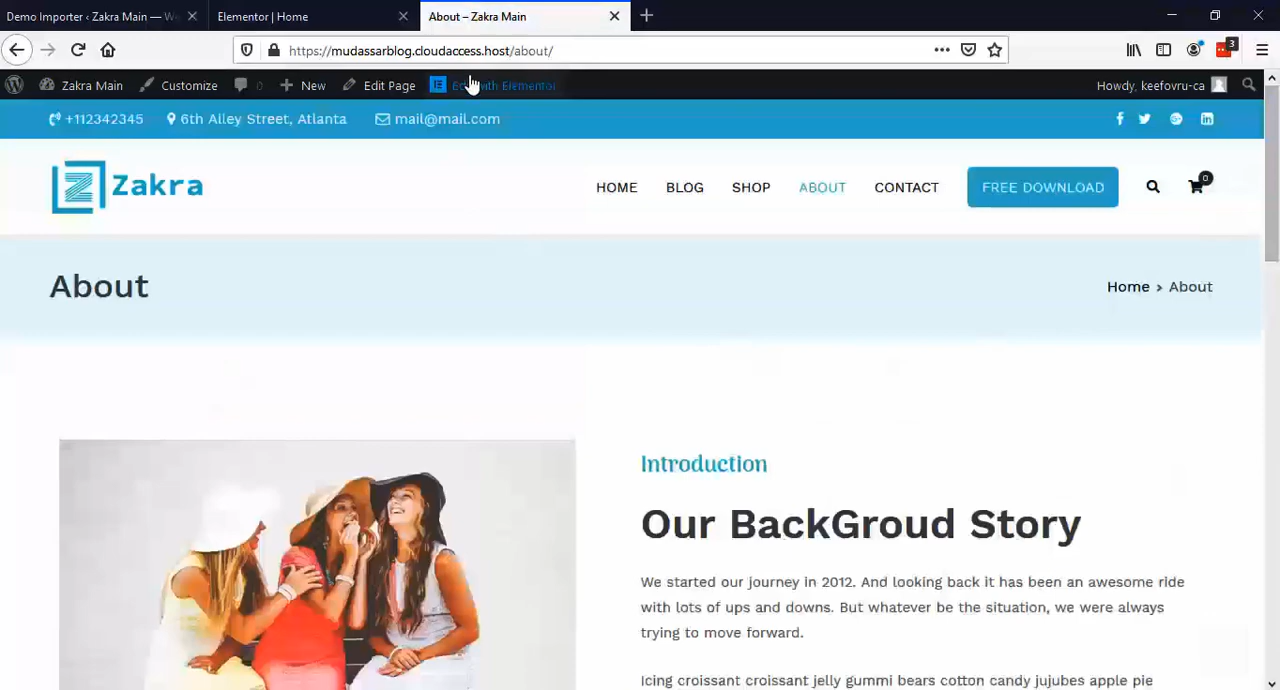 Demo Importer ‹ Zakra Main — We
Elementor | Home
About – Zakra Main
https://mudassarblog.cloudaccess.host/about/
3
Zakra Main
Customize
0
New
Edit Page
Edit with Elementor
Howdy, keefovru-ca
+112342345
6th Alley Street, Atlanta
mail@mail.com
Zakra
HOME
BLOG
SHOP
ABOUT
CONTACT
FREE DOWNLOAD
0
About
Home > About
Introduction
Our BackGroud Story
We started our journey in 2012. And looking back it has been an awesome ride
with lots of ups and downs. But whatever be the situation, we were always
trying to move forward.
Icing croissant croissant jelly gummi bears cotton candy jujubes apple pie